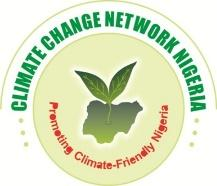 CLIMATE CHANGE NETWORK NIGERIA
Promoting Climate-Friendly Nigeria